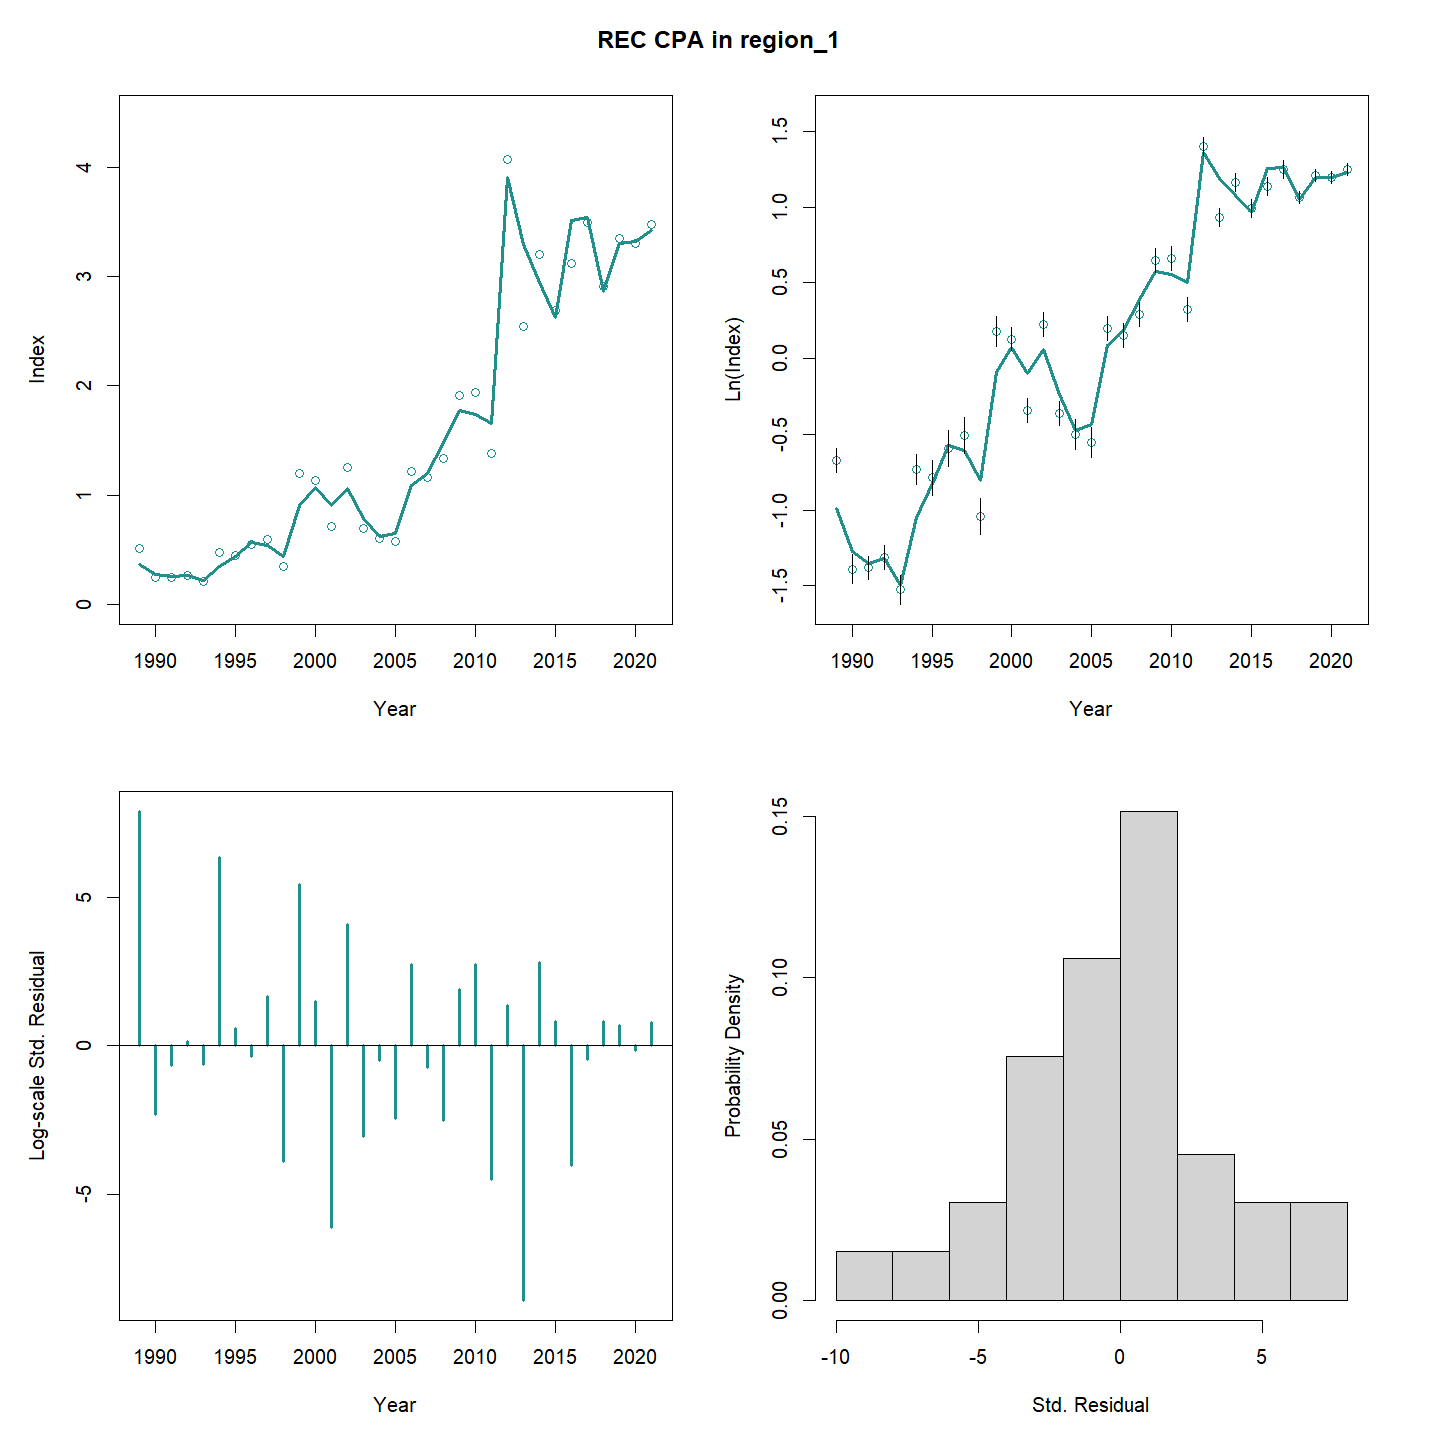 REC CPA in region_1
Index
4
3
2
1
0
1990 1995 2000 2005 2010 2015 2020
Year
Ln(Index)
1.5
1.0
0.5
0.0
-0.5
-1.0
-1.5
1990 1995 2000 2005 2010 2015 2020
Year
Log-scale Std. Residual
5
0
-5
1990 1995 2000 2005 2010 2015 2020
Year
Probability Density
0.15
0.10
0.05
0.00
-10 -5 0 5
Std. Residual